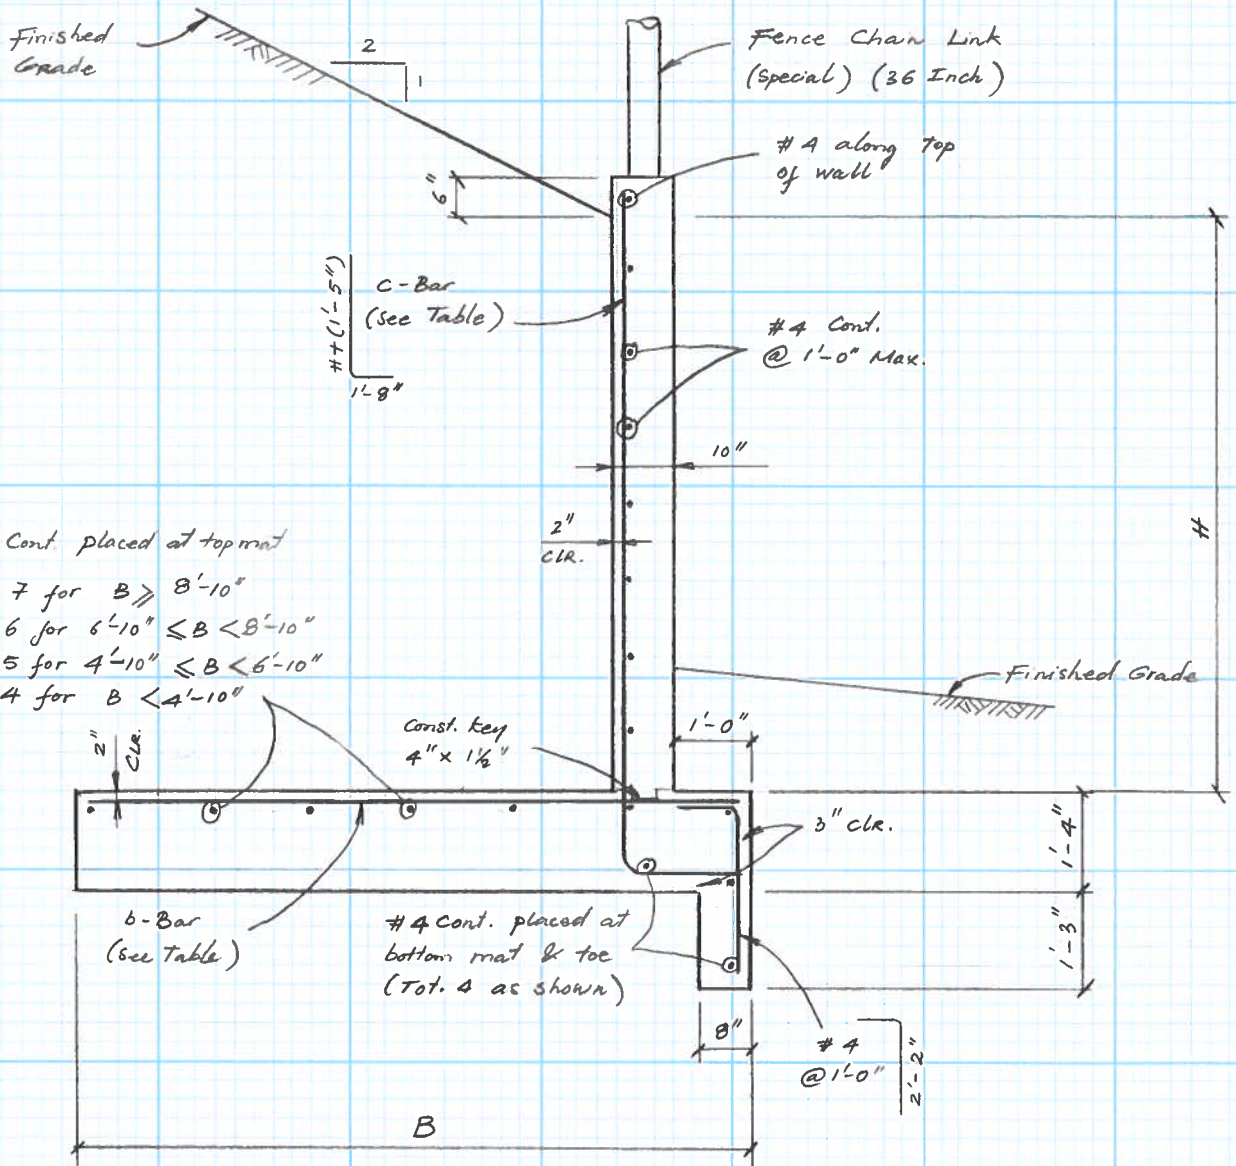 Finished
Grade
2
1
Fence Chain Link
(Special) (36 Inch)
#4 along top
of wall
6"
H+(1'-5")
1'-8"
C-Bar
(See Table)
#4 Cont.
@ 1'-0" Max.
10"
2"
CLR.
H
Cont. placed at top mat
7 for B ⩾ 8'-10"
6 for 6'-10" ⩽ B < 8'-10"
5 for 4'-10" ⩽ B < 6'-10"
4 for B < 4'-10"
Finished Grade
2"
CLR.
Const. key
4" x 1½"
1'-0"
3" CLR.
1'-4"
1'-3"
b-Bar
(See Table)
#4 Cont. placed at
bottom mat & toe
(Tot. 4 as shown)
8"
#4
@ 1'-0"
2'-2"
B